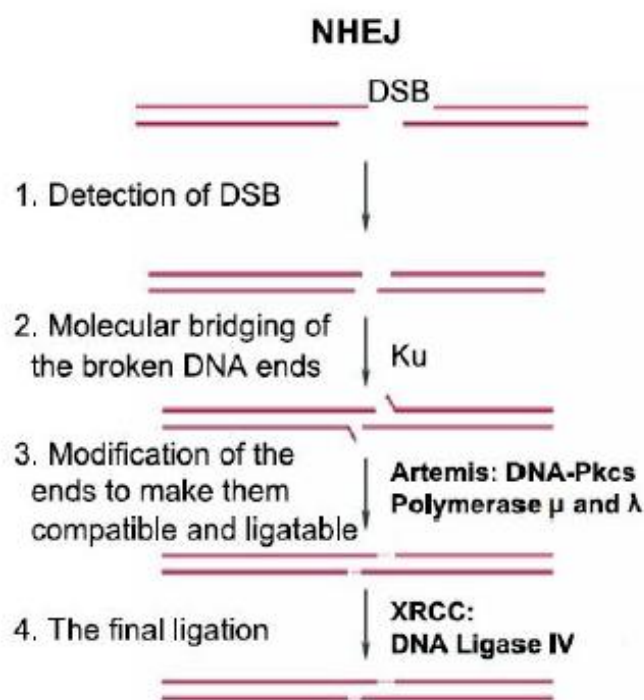 NHEJ
DSB
1. Detection of DSB
2. Molecular bridging of
the broken DNA ends
Ku
3. Modification of the
ends to make them
compatible and ligatable
Artemis: DNA-Pkcs
Polymerase μ and λ
4. The final ligation
XRCC:
DNA Ligase IV